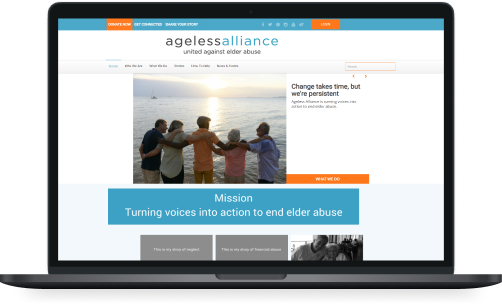 DONATE NOW GET CONNECTED SHARE YOUR STORY LOGIN
agelessalliance
united against elder abuse
Home Who We Are What We Do Stories News & Events
Change takes time, but
we're persistent
Ageless Alliance is turning voices into
action to end elder abuse.
WHAT WE DO
Mission
Turning voices into action to end elder abuse
This is my story of neglect This is my story of financial abuse